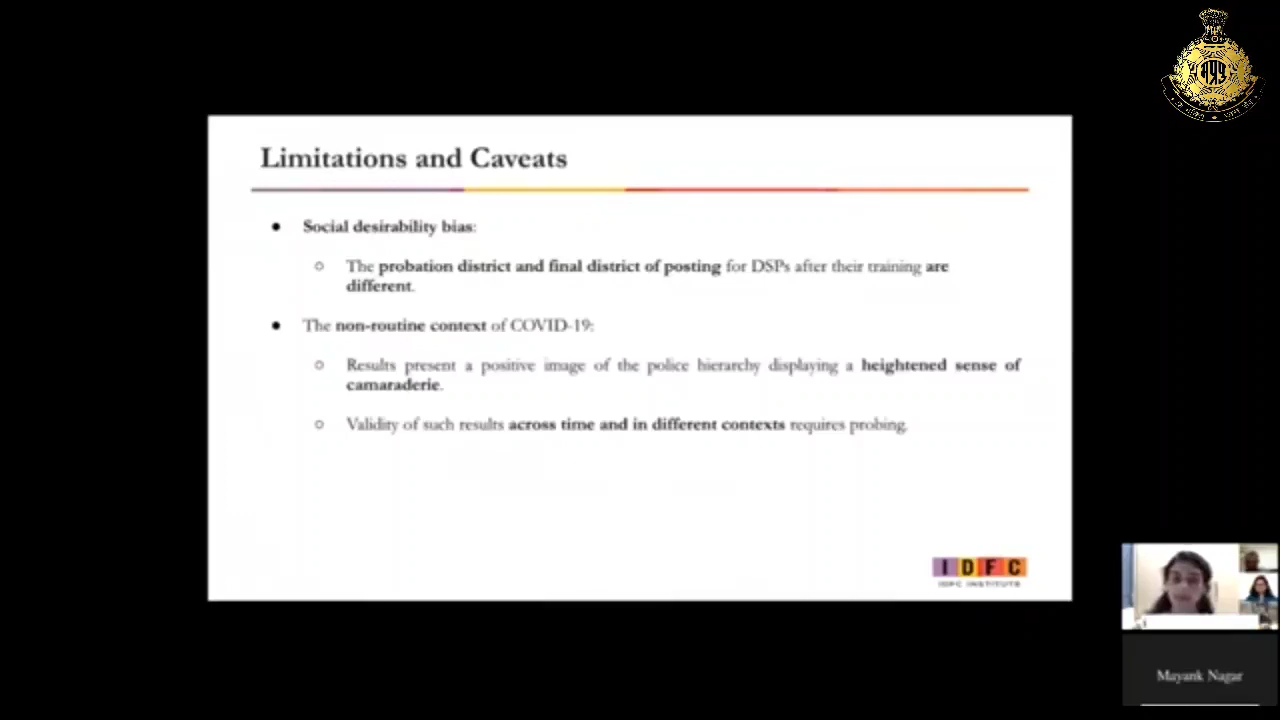 Limitations and Caveats
● Social desirability bias:
○ The probation district and final district of posting for DSPs after their training are
different.
● The non-routine context of COVID-19:
○ Results present a positive image of the police hierarchy displaying a heightened sense of
camaraderie.
○ Validity of such results across time and in different contexts requires probing.
IDFC
IDFC INSTITUTE
Mayank Nagar